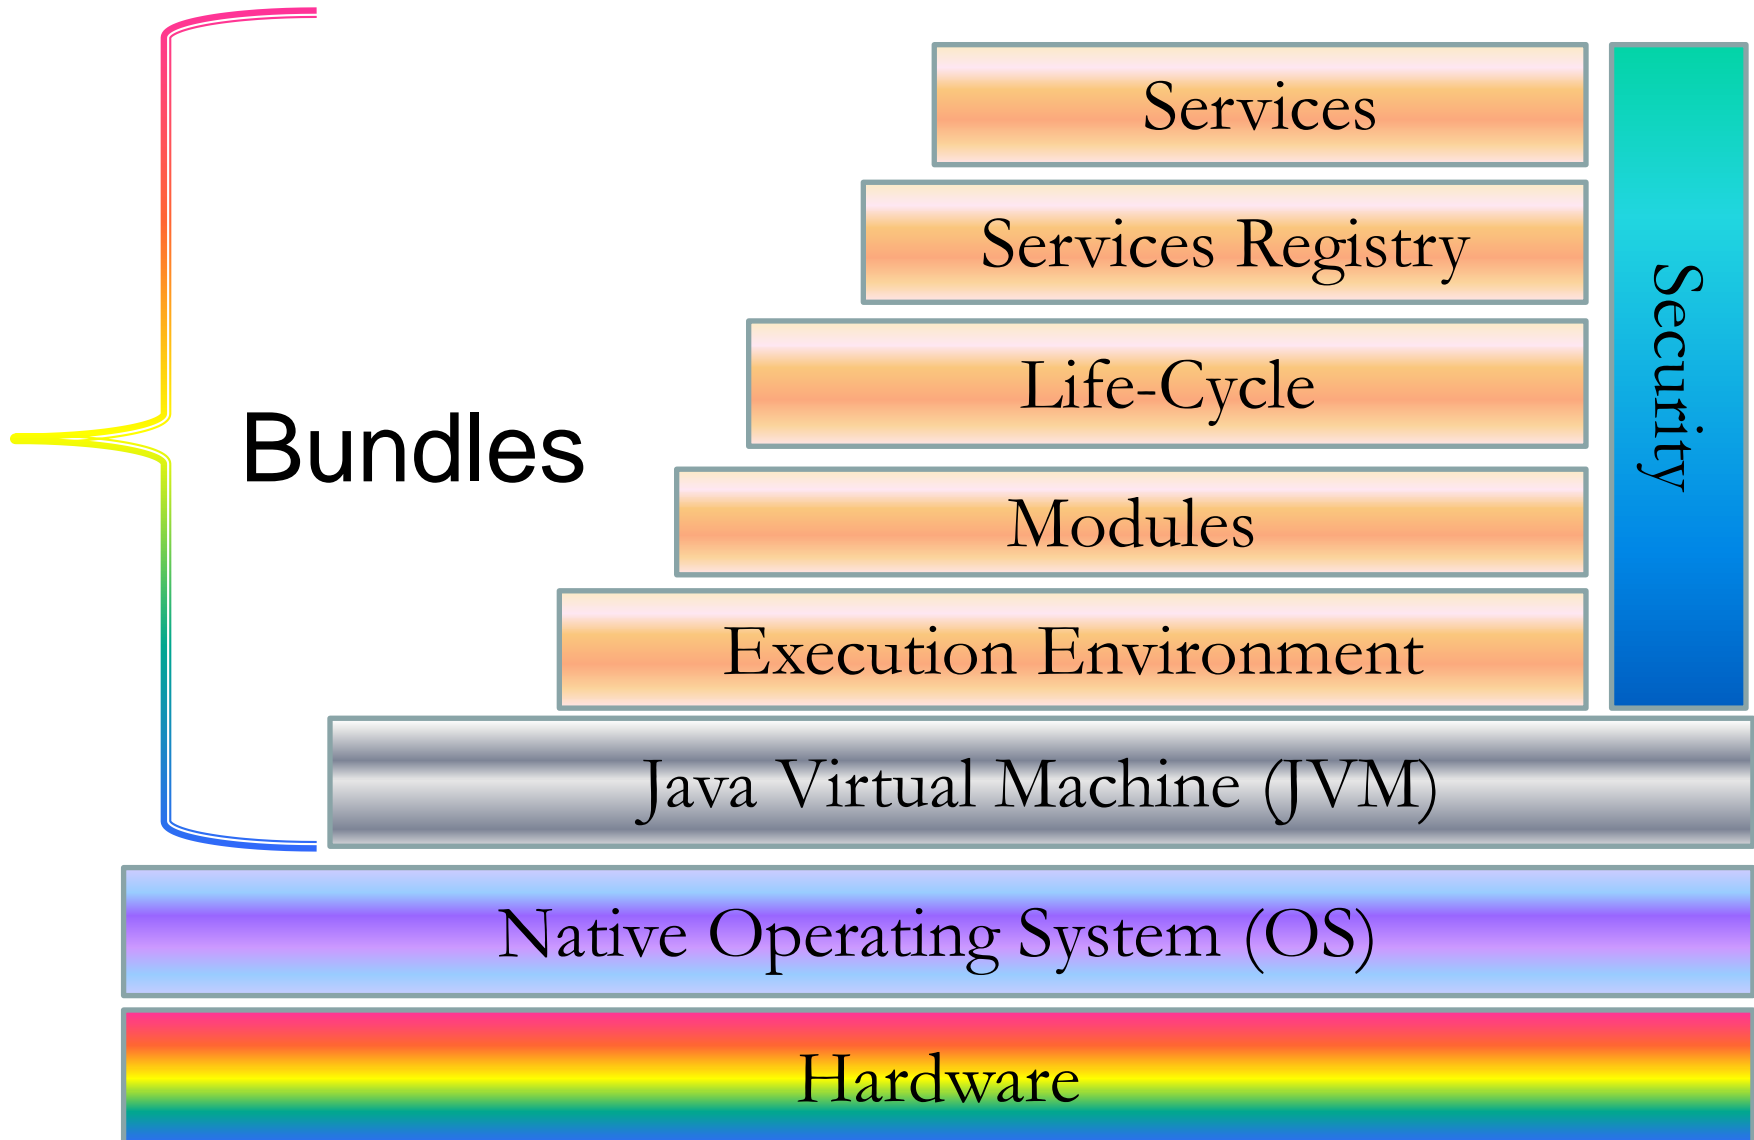 Services
Services Registry
Life-Cycle
Bundles
Modules
Execution Environment
Security
Java Virtual Machine (JVM)
Native Operating System (OS)
Hardware